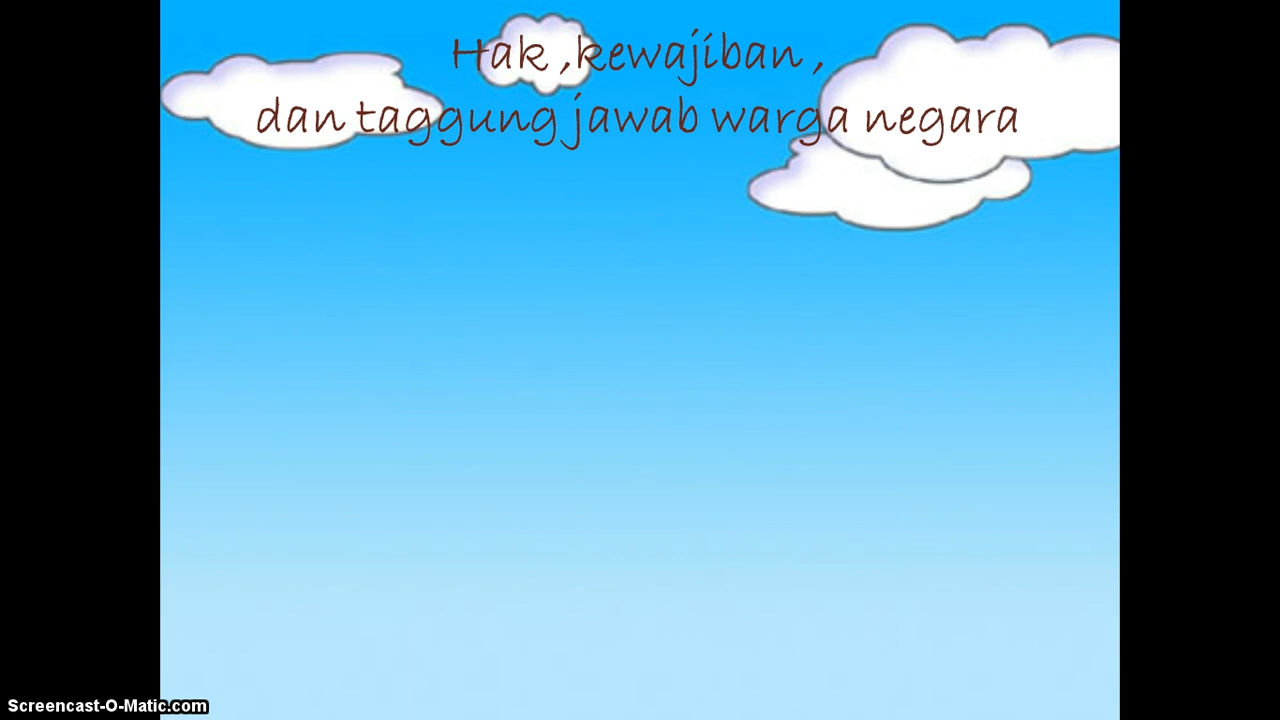 Hak ,kewajiban ,
dan taggung jawab warga negara
Screencast-O-Matic.com